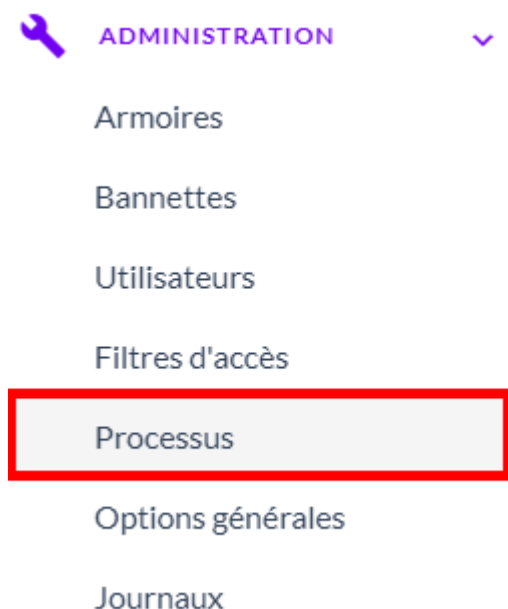 ADMINISTRATION
Armoires
Bannettes
Utilisateurs
Filtres d'accès
Processus
Options générales
Journaux